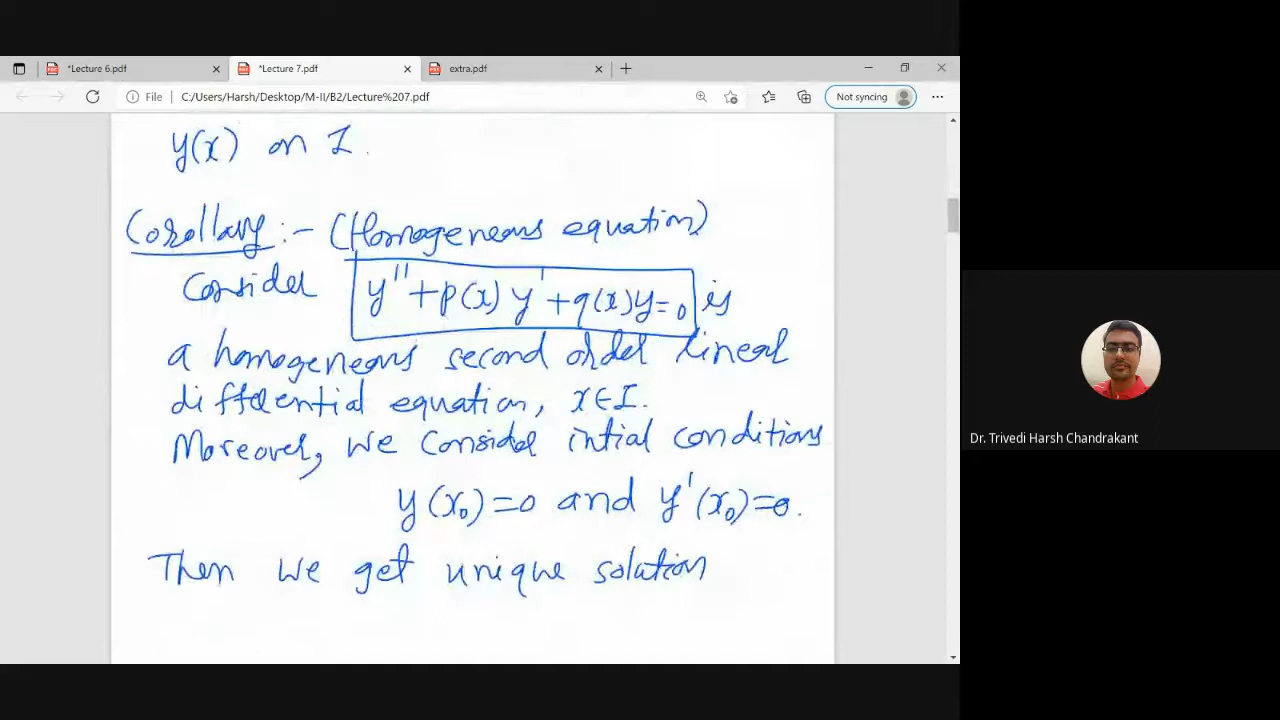 *Lecture 6.pdf
*Lecture 7.pdf
extra.pdf
File
C:/Users/Harsh/Desktop/M-II/B2/Lecture%207.pdf
Not syncing
y(x) on I.
Corollary :- (Homogeneous equation)
Consider y'' + p(x) y' + q(x)y = 0 is
a homogeneous second order linear
differential equation, x ∈ I.
Moreover, we consider intial conditions
y(x₀) = 0 and y'(x₀) = 0.
Then we get unique solution
Dr. Trivedi Harsh Chandrakant